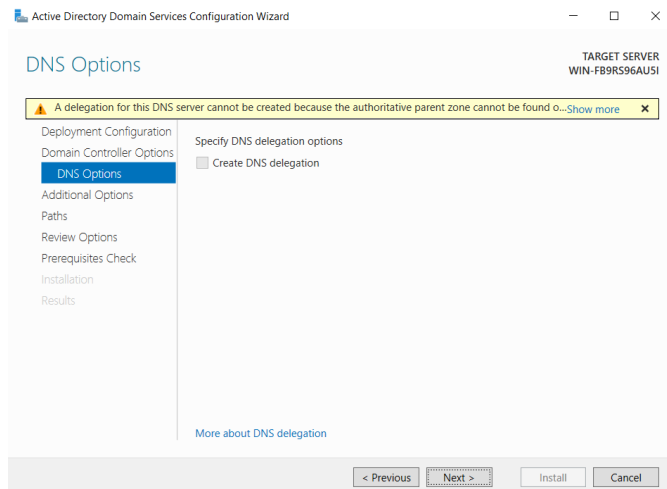 Active Directory Domain Services Configuration Wizard
DNS Options
TARGET SERVER
WIN-FB9RS96AU5I
A delegation for this DNS server cannot be created because the authoritative parent zone cannot be found o...Show more
Deployment Configuration
Domain Controller Options
DNS Options
Additional Options
Paths
Review Options
Prerequisites Check
Installation
Results
Specify DNS delegation options
Create DNS delegation
More about DNS delegation
< Previous Next > Install Cancel